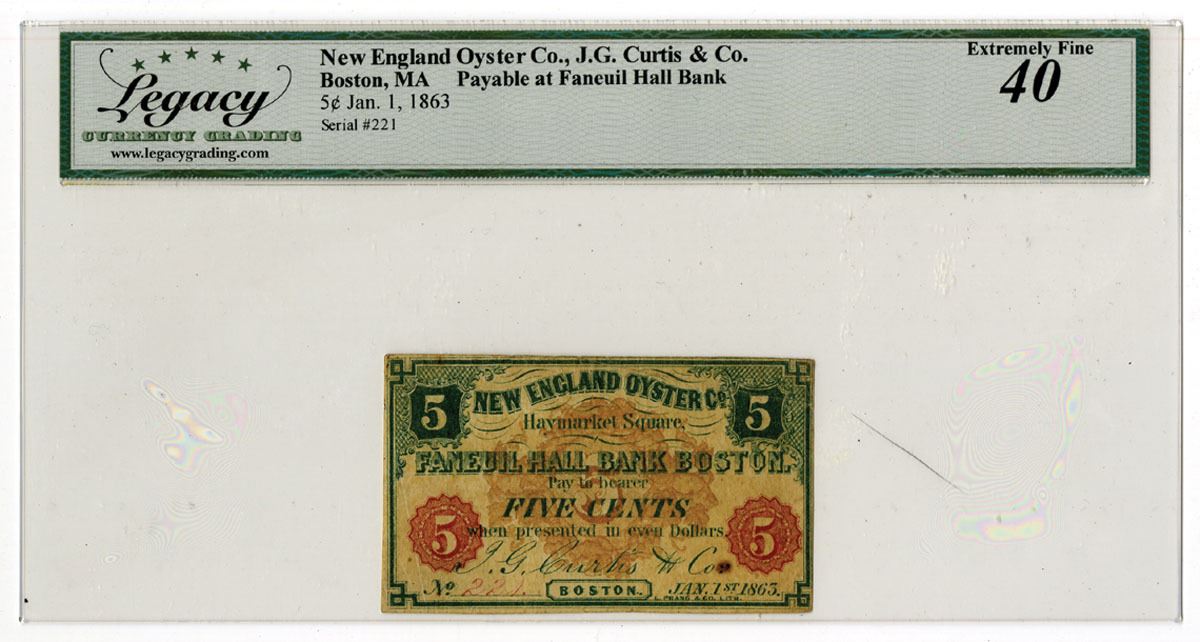 Legacy
CURRENCY GRADING
www.legacygrading.com
New England Oyster Co., J.G. Curtis & Co.
Boston, MA Payable at Faneuil Hall Bank
5¢ Jan. 1, 1863
Serial #221
Extremely Fine
40
5 NEW ENGLAND OYSTER Co. 5
Haymarket Square,
FANEUIL HALL BANK BOSTON.
Pay to bearer
FIVE CENTS
5 when presented in even Dollars. 5
J. G. Curtis & Co
No 221. BOSTON. JAN. 1ST 1863.
L. PRANG & CO. LITH.